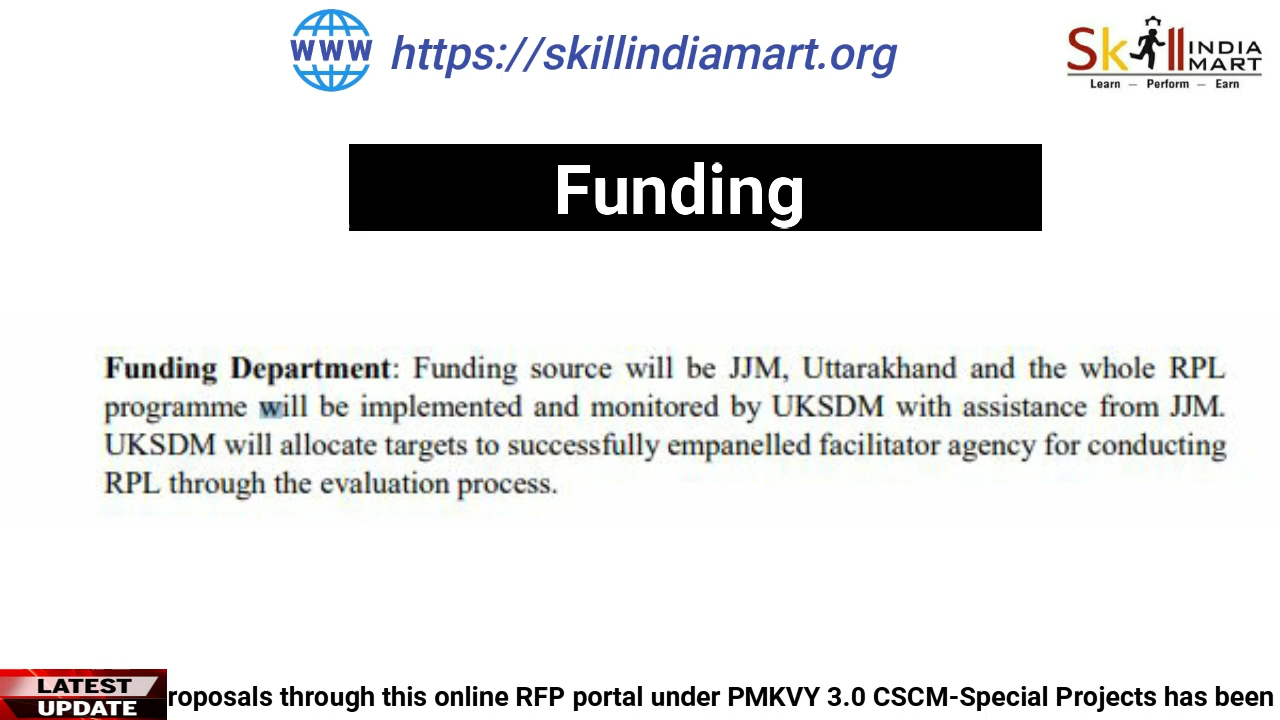 WWW https://skillindiamart.org
Skill INDIA MART
Learn – Perform – Earn
Funding
Funding Department: Funding source will be JJM, Uttarakhand and the whole RPL
programme will be implemented and monitored by UKSDM with assistance from JJM.
UKSDM will allocate targets to successfully empanelled facilitator agency for conducting
RPL through the evaluation process.
LATEST UPDATE
roposals through this online RFP portal under PMKVY 3.0 CSCM-Special Projects has been